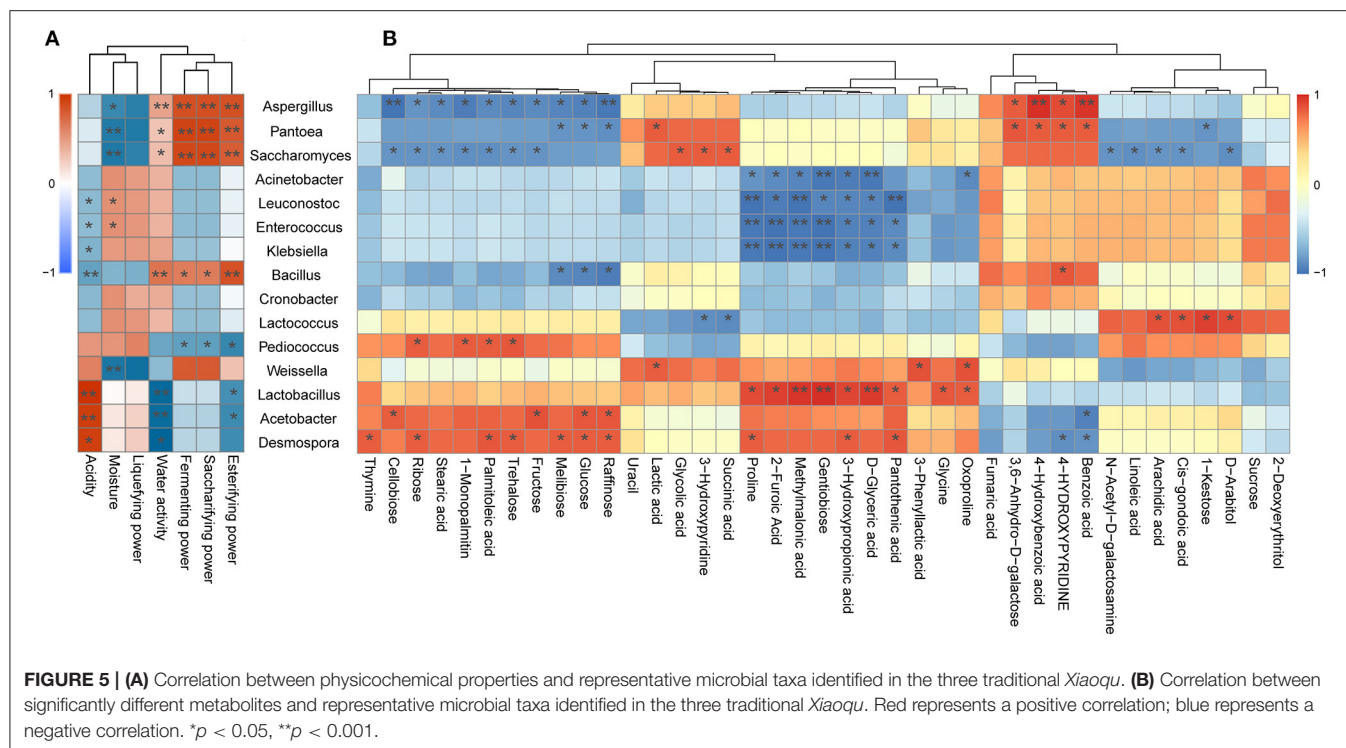 A
B
1
0
−1
Aspergillus
Pantoea
Saccharomyces
Acinetobacter
Leuconostoc
Enterococcus
Klebsiella
Bacillus
Cronobacter
Lactococcus
Pediococcus
Weissella
Lactobacillus
Acetobacter
Desmospora
1
0
−1
* ** ** ** **
** * ** ** **
** * ** ** **
* *
* *
*
** ** * * **
* * *
**
** ** *
** ** *
* * 
** * * * * * * * * * ** * ** * **
* * * * * * * * *
* * * * * * * * * * * * * * *
* * * ** * ** *
** * ** ** * * **
** ** ** ** * * *
** ** ** ** * * *
* * * *
* * * * * *
* * * *
* * *
* * ** ** * ** * * *
* * * * *
* * * * * * * * * * * *
Acidity
Moisture
Liquefying power
Water activity
Fermenting power
Saccharifying power
Esterifying power
Thymine
Cellobiose
Ribose
Stearic acid
1−Monopalmitin
Palmitoleic acid
Trehalose
Fructose
Melibiose
Glucose
Raffinose
Uracil
Lactic acid
Glycolic acid
3−Hydroxypyridine
Succinic acid
Proline
2−Furoic Acid
Methylmalonic acid
Gentiobiose
3−Hydroxypropionic acid
D−Glyceric acid
Pantothenic acid
3−Phenyllactic acid
Glycine
Oxoproline
Fumaric acid
3,6−Anhydro−D−galactose
4−Hydroxybenzoic acid
4−HYDROXYPYRIDINE
Benzoic acid
N−Acetyl−D−galactosamine
Linoleic acid
Arachidic acid
Cis−gondoic acid
1−Kestose
D−Arabitol
Sucrose
2−Deoxyerythritol
FIGURE 5 | (A) Correlation between physicochemical properties and representative microbial taxa identified in the three traditional Xiaoqu. (B) Correlation between
significantly different metabolites and representative microbial taxa identified in the three traditional Xiaoqu. Red represents a positive correlation; blue represents a
negative correlation. *p < 0.05, **p < 0.001.